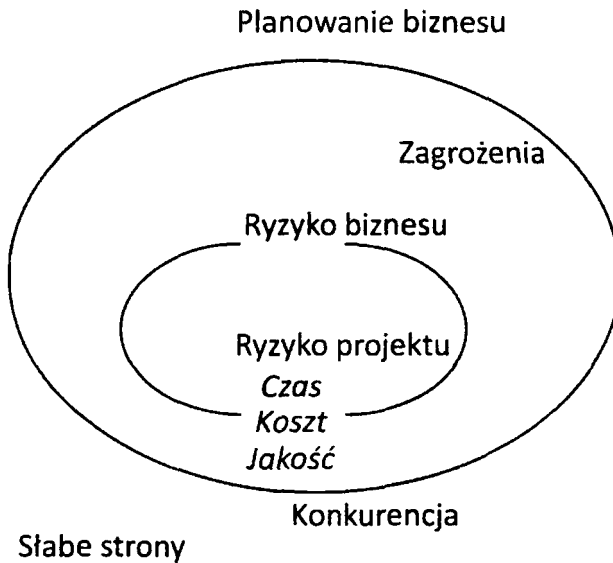 Planowanie biznesu
Zagrożenia
Ryzyko biznesu
Ryzyko projektu
Czas
Koszt
Jakość
Konkurencja
Słabe strony